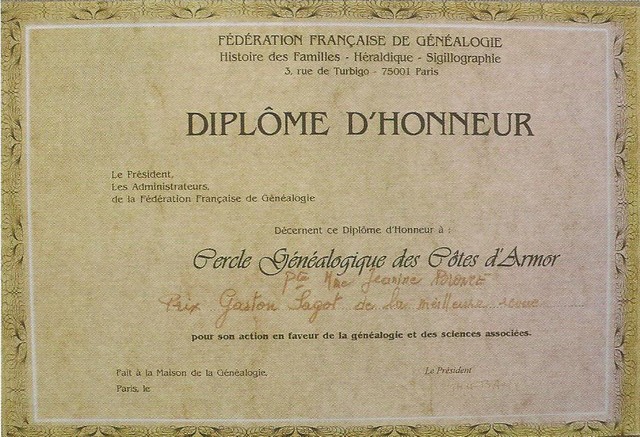 FÉDÉRATION FRANÇAISE DE GÉNÉALOGIE
Histoire des Familles - Héraldique - Sigillographie
3, rue de Turbigo - 75001 Paris
DIPLÔME D'HONNEUR
Le Président,
Les Administrateurs,
de la Fédération Française de Généalogie
Décernent ce Diplôme d'Honneur à :
Cercle Généalogique des Côtes d'Armor
Pte Mme Jeanine
Prix Gaston Sagot de la meilleure revue
pour son action en faveur de la généalogie et des sciences associées.
Fait à la Maison de la Généalogie.
Le Président
Paris, le